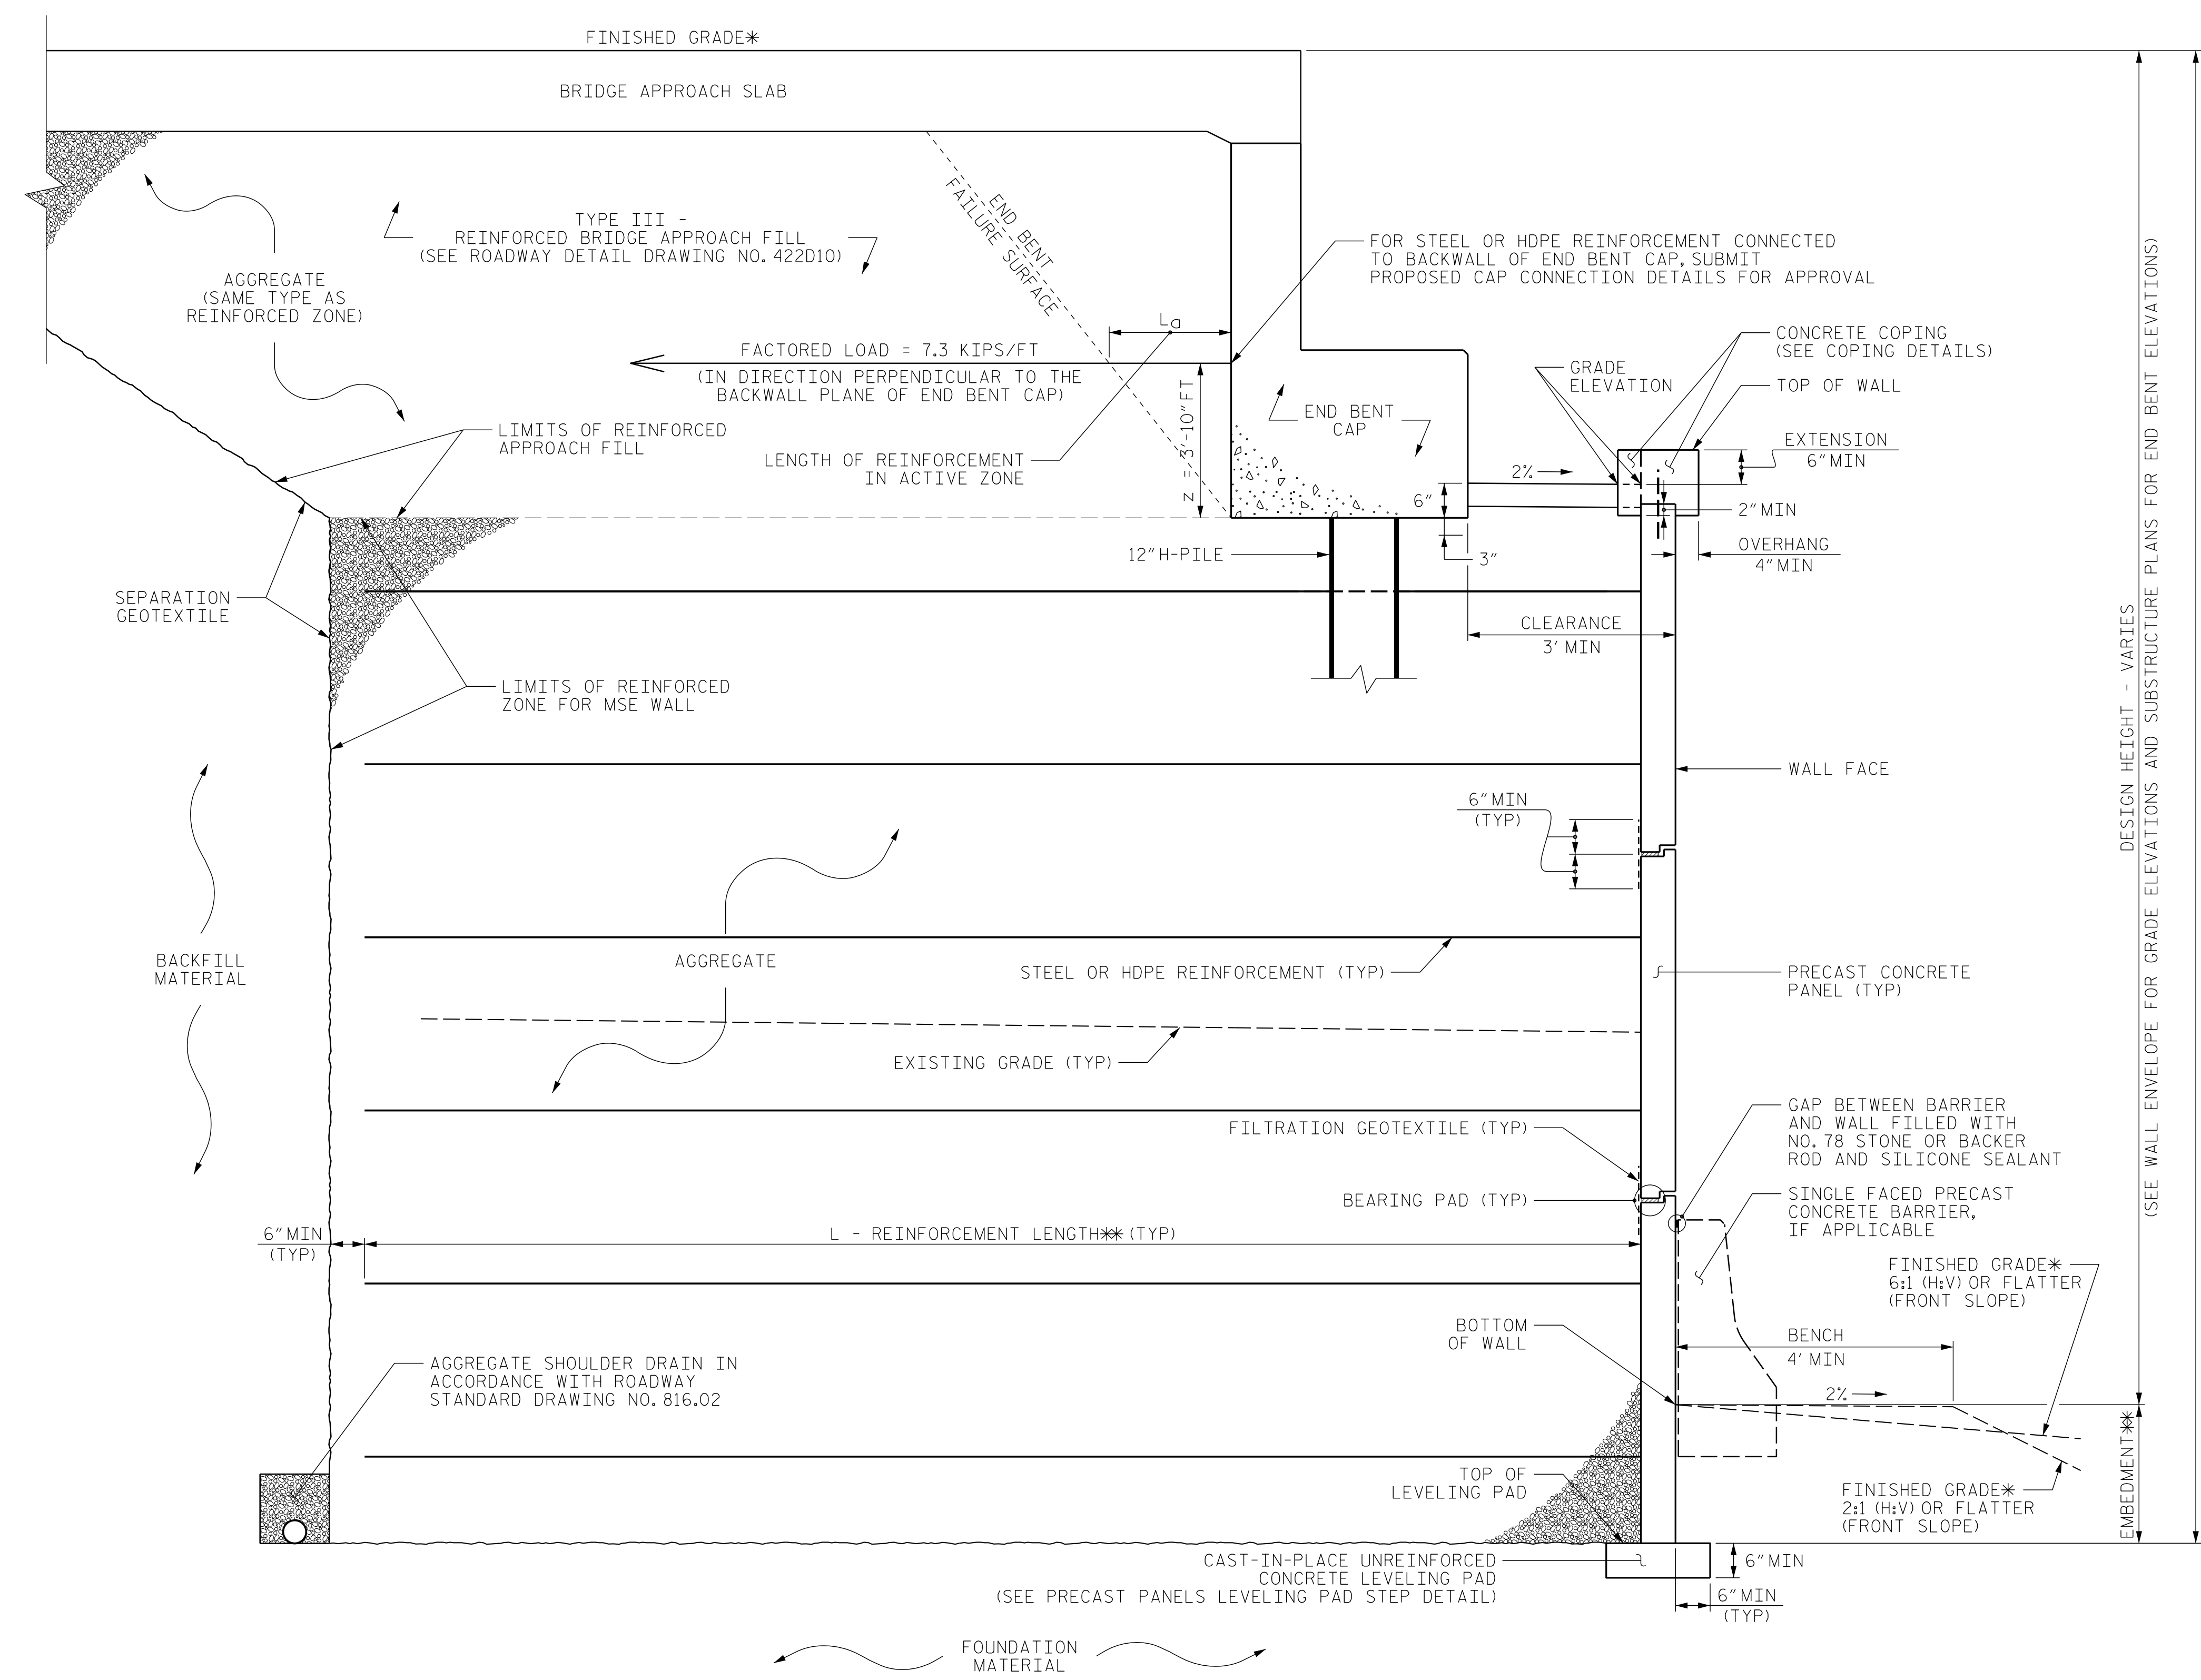 FINISHED GRADE*
BRIDGE APPROACH SLAB
TYPE III -
REINFORCED BRIDGE APPROACH FILL
(SEE ROADWAY DETAIL DRAWING NO. 422D10)
END BENT
FAILURE SURFACE
AGGREGATE
(SAME TYPE AS
REINFORCED ZONE)
FOR STEEL OR HDPE REINFORCEMENT CONNECTED
TO BACKWALL OF END BENT CAP, SUBMIT
PROPOSED CAP CONNECTION DETAILS FOR APPROVAL
La
FACTORED LOAD = 7.3 KIPS/FT
(IN DIRECTION PERPENDICULAR TO THE
BACKWALL PLANE OF END BENT CAP)
z = 3'-10" FT
LENGTH OF REINFORCEMENT
IN ACTIVE ZONE
END BENT
CAP
GRADE
ELEVATION
CONCRETE COPING
(SEE COPING DETAILS)
TOP OF WALL
EXTENSION
6" MIN
2%
6"
3"
2" MIN
OVERHANG
4" MIN
LIMITS OF REINFORCED
APPROACH FILL
12" H-PILE
SEPARATION
GEOTEXTILE
CLEARANCE
3' MIN
LIMITS OF REINFORCED
ZONE FOR MSE WALL
WALL FACE
6" MIN
(TYP)
BACKFILL
MATERIAL
AGGREGATE
STEEL OR HDPE REINFORCEMENT (TYP)
PRECAST CONCRETE
PANEL (TYP)
EXISTING GRADE (TYP)
FILTRATION GEOTEXTILE (TYP)
BEARING PAD (TYP)
GAP BETWEEN BARRIER
AND WALL FILLED WITH
NO. 78 STONE OR BACKER
ROD AND SILICONE SEALANT
SINGLE FACED PRECAST
CONCRETE BARRIER,
IF APPLICABLE
6" MIN
(TYP)
L - REINFORCEMENT LENGTH** (TYP)
FINISHED GRADE*
6:1 (H:V) OR FLATTER
(FRONT SLOPE)
BOTTOM
OF WALL
BENCH
4' MIN
2%
AGGREGATE SHOULDER DRAIN IN
ACCORDANCE WITH ROADWAY
STANDARD DRAWING NO. 816.02
TOP OF
LEVELING PAD
FINISHED GRADE*
2:1 (H:V) OR FLATTER
(FRONT SLOPE)
CAST-IN-PLACE UNREINFORCED
CONCRETE LEVELING PAD
(SEE PRECAST PANELS LEVELING PAD STEP DETAIL)
6" MIN
6" MIN
(TYP)
FOUNDATION
MATERIAL
DESIGN HEIGHT - VARIES
(SEE WALL ENVELOPE FOR GRADE ELEVATIONS AND SUBSTRUCTURE PLANS FOR END BENT ELEVATIONS)
EMBEDMENT**